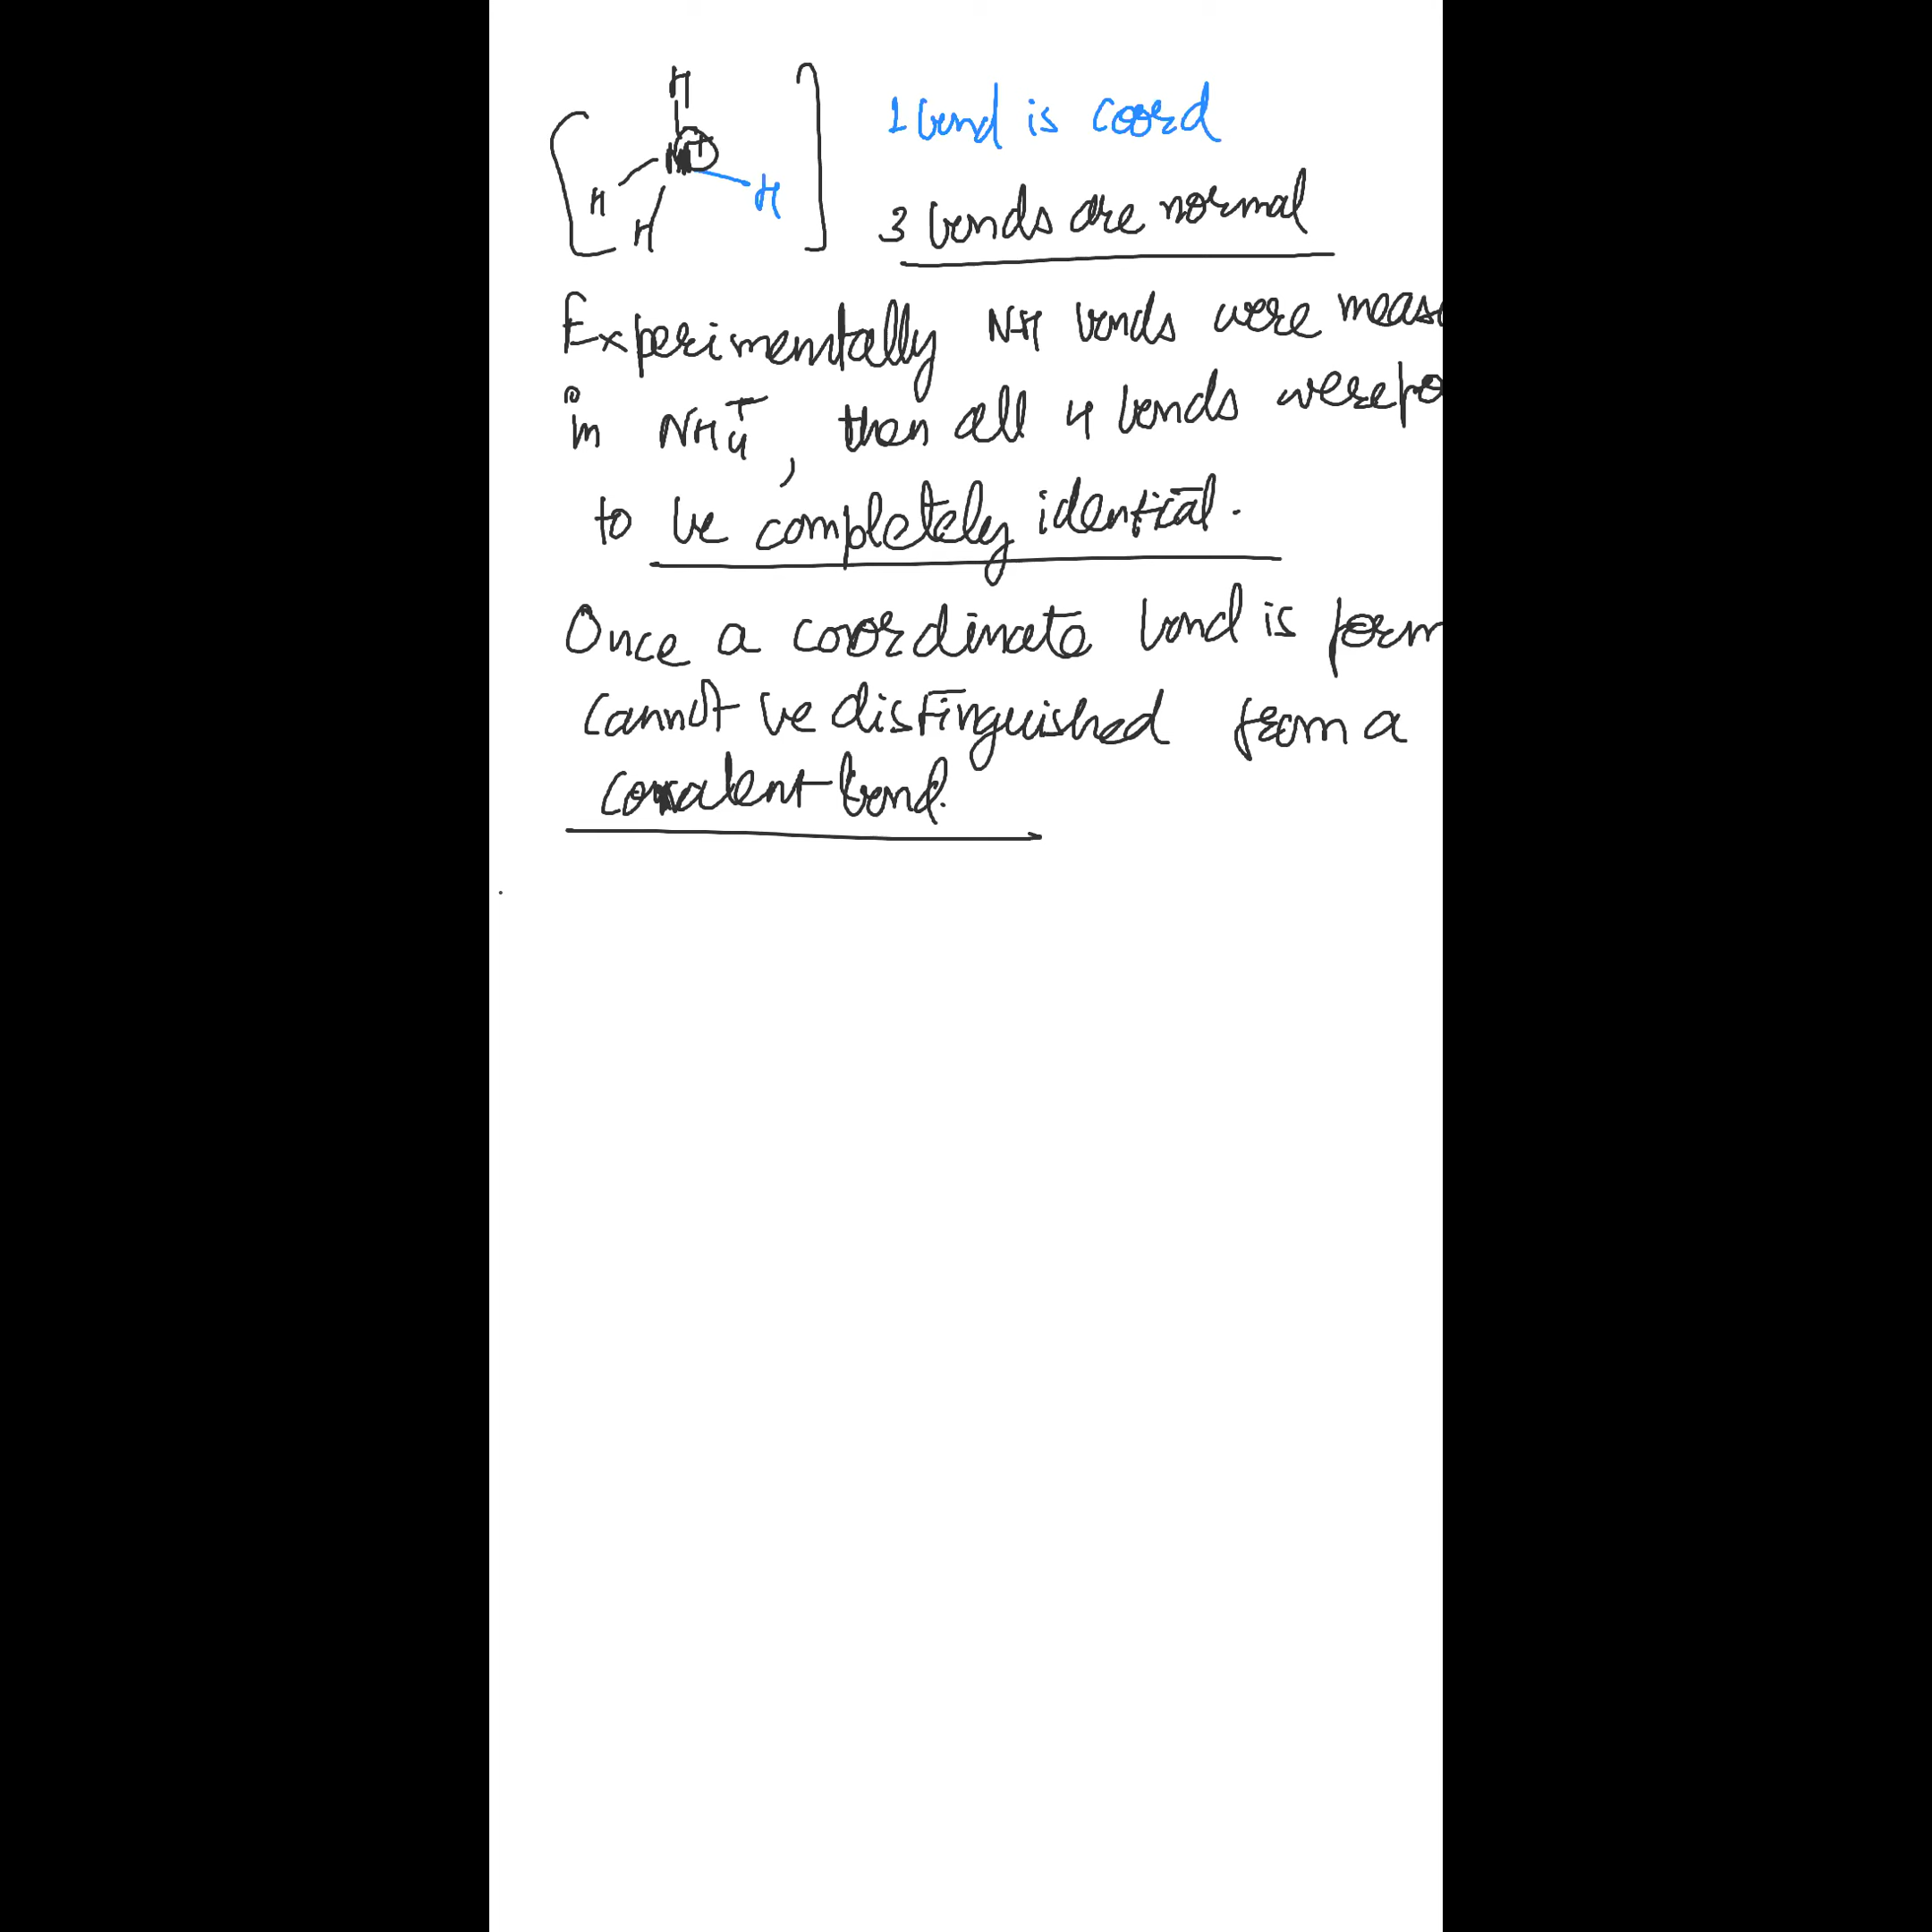 H
N+
H
H
H
1 bond is coord
3 bonds are normal
Experimentally N-H bonds were meas
in NH4+, then all 4 bonds were fo
to be completely identical.
Once a coordinate bond is form
cannot be distinguished from a
covalent bond.